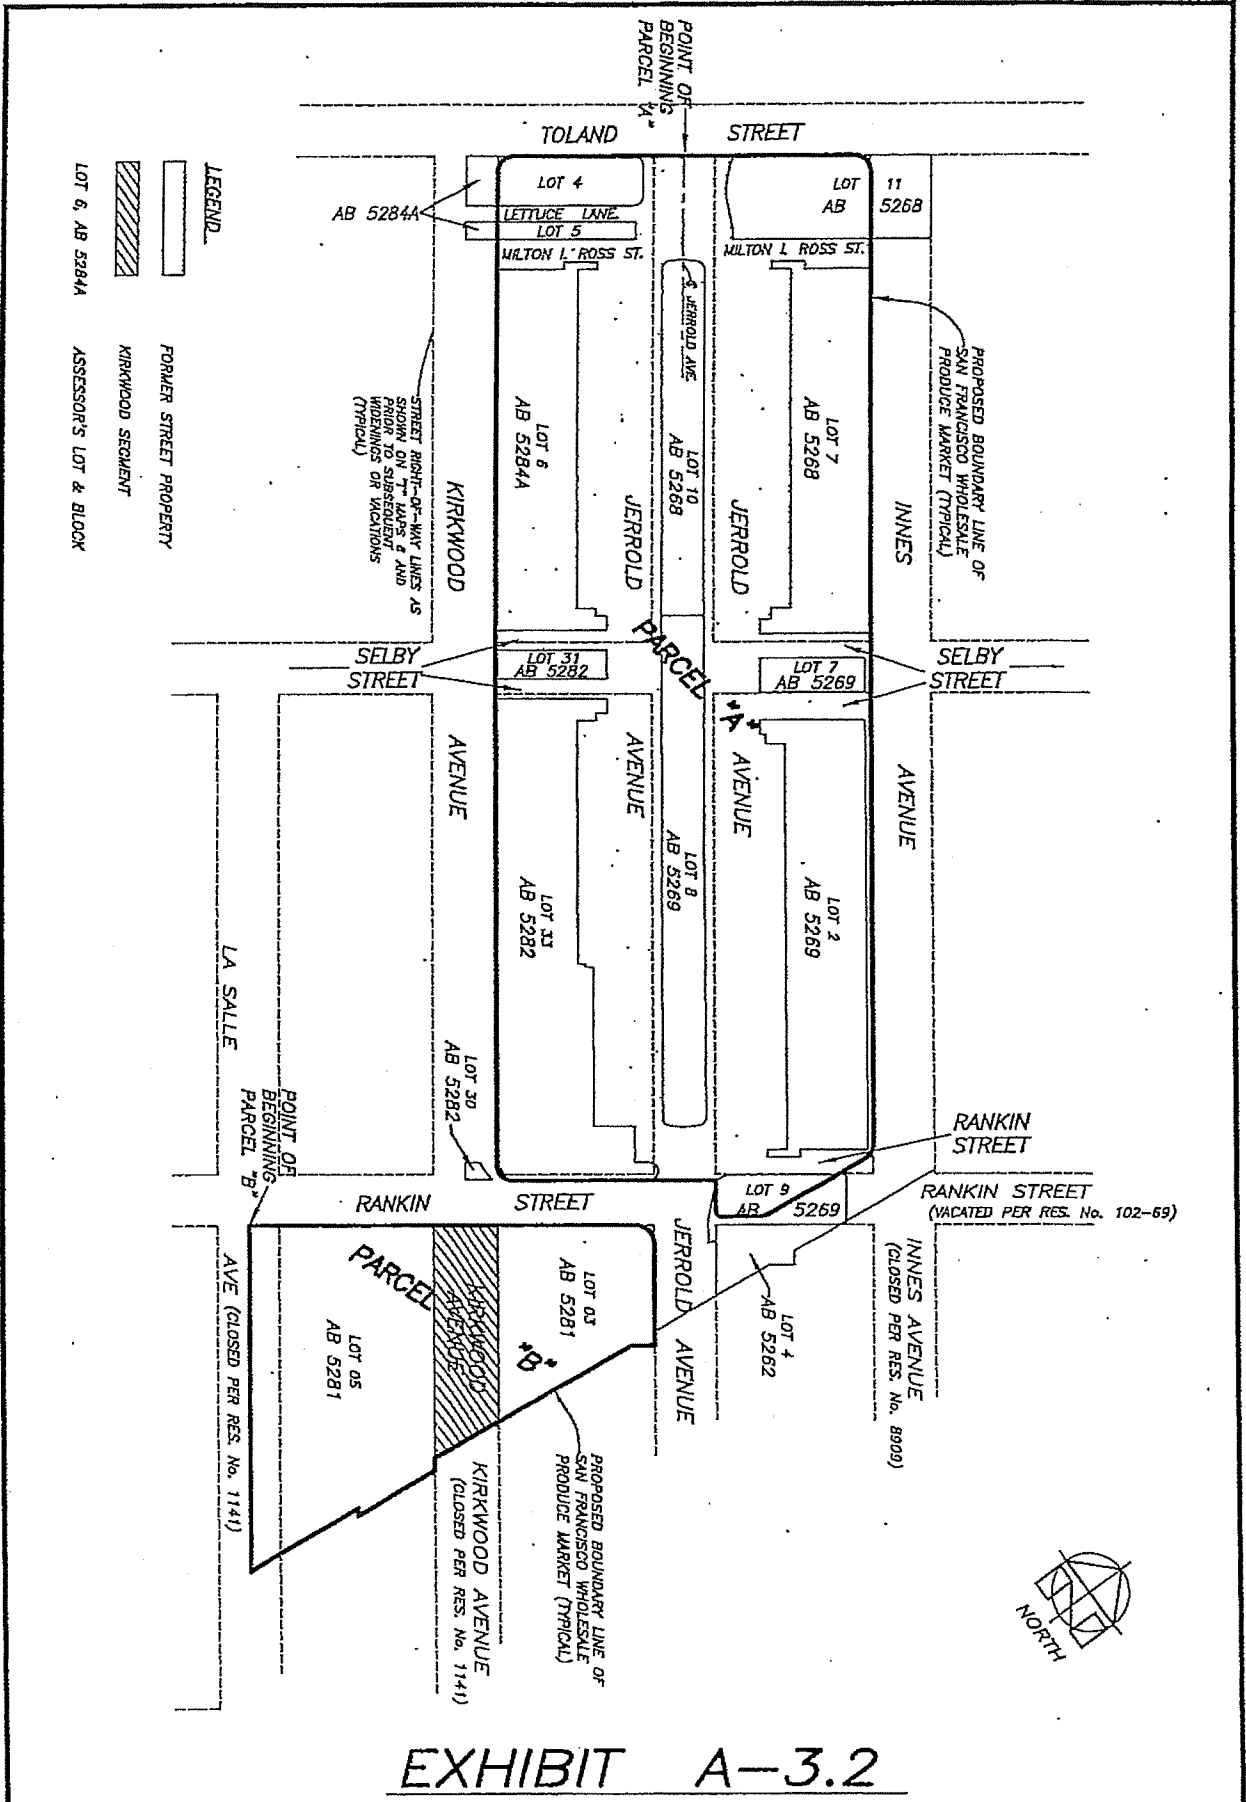 POINT OF
BEGINNING
PARCEL "A"
TOLAND STREET
LOT 4
LETTUCE LANE
LOT 5
AB 5284A
MILTON I. ROSS ST.
LOT 11
AB 5268
MILTON I. ROSS ST.
LEGEND
FORMER STREET PROPERTY
KIRKWOOD SEGMENT
LOT 6, AB 5284A ASSESSOR'S LOT & BLOCK
STREET RIGHT-OF-WAY LINES AS
SHOWN ON "T" MAPS 6 AND
PRIOR TO SUBSEQUENT
WIDENINGS OR VACATIONS
(TYPICAL)
JERROLD AVE.
PROPOSED BOUNDARY LINE OF
SAN FRANCISCO WHOLESALE
PRODUCE MARKET (TYPICAL)
LOT 6
AB 5284A
LOT 10
AB 5268
LOT 7
AB 5268
KIRKWOOD
JERROLD
JERROLD
INNES
SELBY
STREET
LOT 31
AB 5282
PARCEL "A"
LOT 7
AB 5269
SELBY
STREET
AVENUE
AVENUE
AVENUE
AVENUE
LOT 33
AB 5282
LOT 8
AB 5269
LOT 2
AB 5269
LA SALLE
LOT 30
AB 5282
POINT OF
BEGINNING
PARCEL "B"
RANKIN
STREET
RANKIN STREET
LOT 9
AB 5269
RANKIN STREET
(VACATED PER RES. No. 102-69)
AVE (CLOSED PER RES. No. 1141)
PARCEL "B"
KIRKWOOD
AVENUE
LOT 03
AB 5281
LOT 05
AB 5281
JERROLD AVENUE
LOT 4
AB 5262
INNES AVENUE
(CLOSED PER RES. No. 8909)
KIRKWOOD AVENUE
(CLOSED PER RES. No. 1141)
PROPOSED BOUNDARY LINE OF
SAN FRANCISCO WHOLESALE
PRODUCE MARKET (TYPICAL)
NORTH
EXHIBIT A-3.2